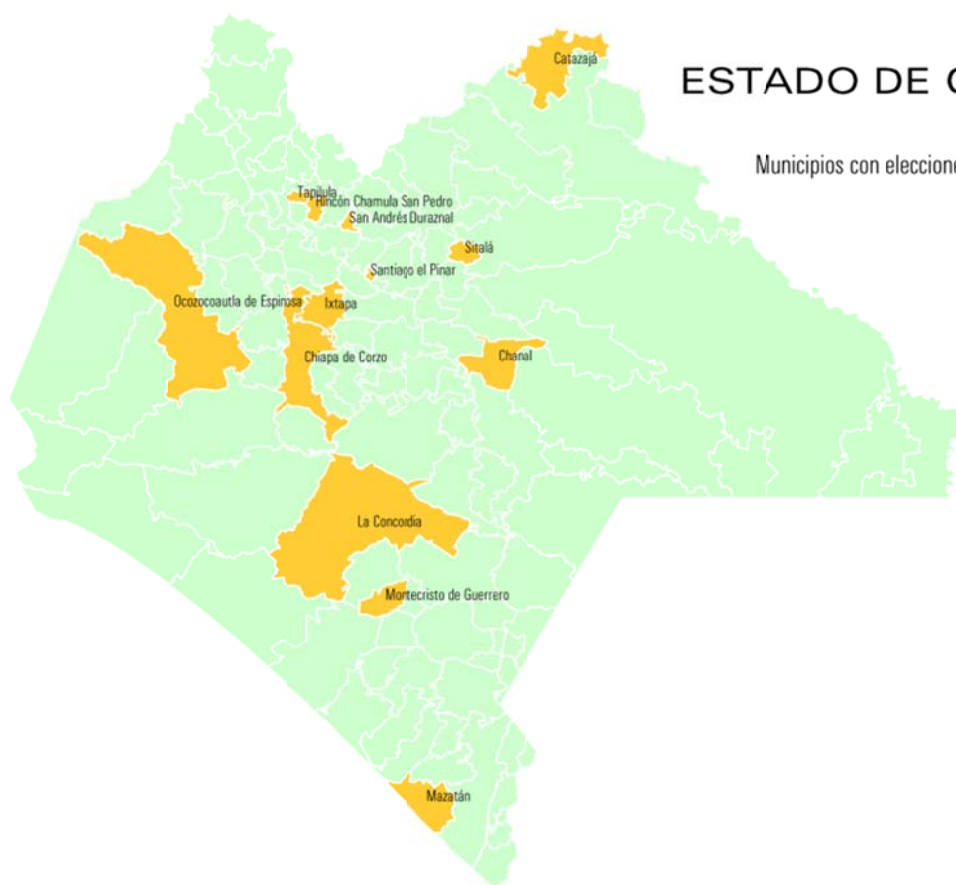 Catazajá
ESTADO DE C
Municipios con eleccione
Tapilula
Rincón Chamula San Pedro
San Andrés Duraznal
Sitalá
Santiago el Pinar
Ocozocoautla de Espinosa
Ixtapa
Chiapa de Corzo
Chanal
La Concordia
Montecristo de Guerrero
Mazatán